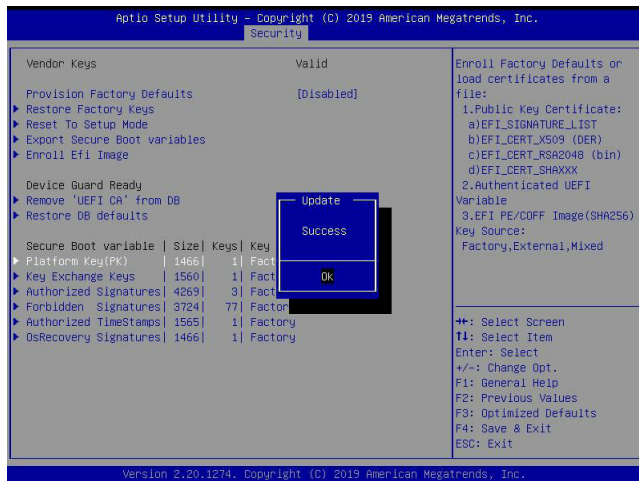 Aptio Setup Utility – Copyright (C) 2019 American Megatrends, Inc.
Security
Vendor Keys Valid
Provision Factory Defaults [Disabled]
▶ Restore Factory Keys
▶ Reset To Setup Mode
▶ Export Secure Boot variables
▶ Enroll Efi Image
Device Guard Ready
▶ Remove 'UEFI CA' from DB
▶ Restore DB defaults
Secure Boot variable | Size| Keys| Key
▶ Platform Key(PK) | 1466| 1| Fact
▶ Key Exchange Keys | 1560| 1| Fact
▶ Authorized Signatures| 4269| 3| Fact
▶ Forbidden Signatures| 3724| 77| Factor
▶ Authorized TimeStamps| 1565| 1| Factory
▶ OsRecovery Signatures| 1466| 1| Factory
Update
Success
Ok
Enroll Factory Defaults or
load certificates from a
file:
1.Public Key Certificate:
a)EFI_SIGNATURE_LIST
b)EFI_CERT_X509 (DER)
c)EFI_CERT_RSA2048 (bin)
d)EFI_CERT_SHAXXX
2.Authenticated UEFI
Variable
3.EFI PE/COFF Image(SHA256)
Key Source:
Factory,External,Mixed
→←: Select Screen
↑↓: Select Item
Enter: Select
+/-: Change Opt.
F1: General Help
F2: Previous Values
F3: Optimized Defaults
F4: Save & Exit
ESC: Exit
Version 2.20.1274. Copyright (C) 2019 American Megatrends, Inc.